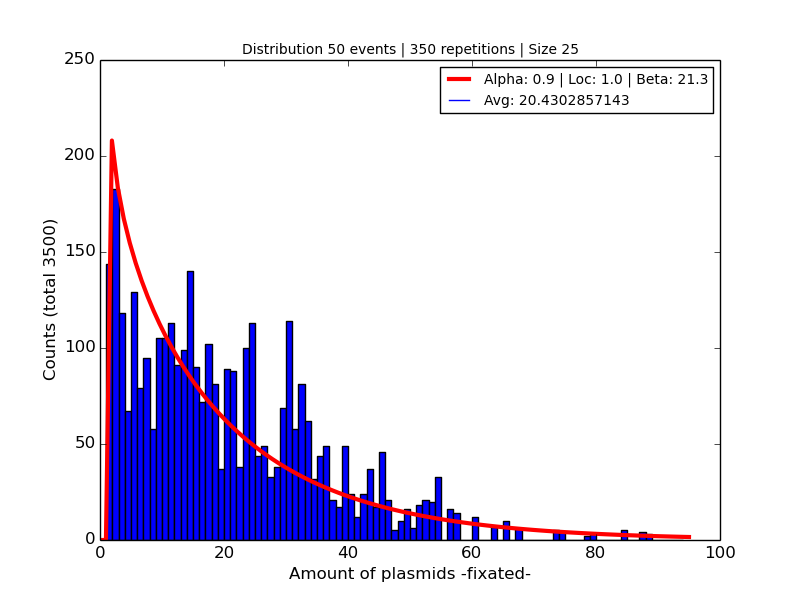 Distribution 50 events | 350 repetitions | Size 25
250
200
150
100
50
0
Counts (total 3500)
Alpha: 0.9 | Loc: 1.0 | Beta: 21.3
Avg: 20.4302857143
0 20 40 60 80 100
Amount of plasmids -fixated-